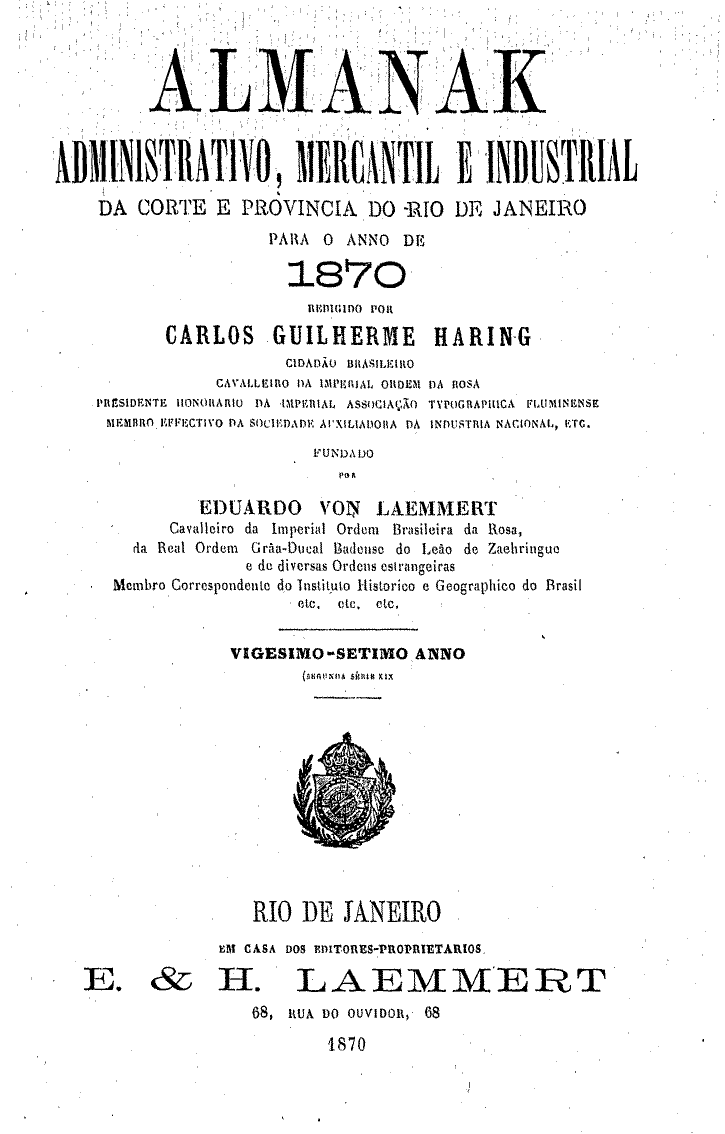 ALMANAK
ADMINISTRATIVO, MERCANTIL E INDUSTRIAL
DA CORTE E PROVINCIA DO RIO DE JANEIRO
PARA O ANNO DE
1870
REDIGIDO POR
CARLOS GUILHERME HARING
CIDADÃO BRASILEIRO
CAVALLEIRO DA IMPERIAL ORDEM DA ROSA
PRESIDENTE HONORARIO DA IMPERIAL ASSOCIAÇÃO TYPOGRAPHICA FLUMINENSE
MEMBRO EFFECTIVO DA SOCIEDADE AUXILIADORA DA INDUSTRIA NACIONAL, ETC.
FUNDADO
POR
EDUARDO VON LAEMMERT
Cavalleiro da Imperial Ordem Brasileira da Rosa,
da Real Ordem Grãa-Ducal Badense do Leão de Zaehringue
e de diversas Ordens estrangeiras
Membro Correspondente do Instituto Historico e Geographico do Brasil
etc. etc. etc.
VIGESIMO-SETIMO ANNO
(SEGUNDA SÉRIE XIX
RIO DE JANEIRO
EM CASA DOS EDITORES-PROPRIETARIOS
E. & H. LAEMMERT
68, RUA DO OUVIDOR, 68
1870